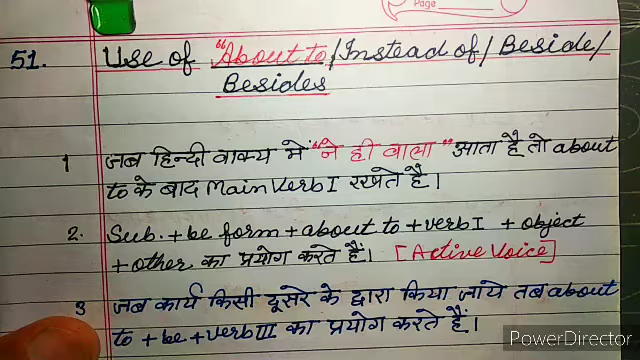 Page
51. Use of "About to/Instead of/Beside/
Besides
1 जब हिन्दी वाक्य में "ने ही वाला" आता है तो about
to के बाद Main Verb I रखते है।
2. Sub. + be form + about to + verb I + object
+ other का प्रयोग करते हैं। [Active Voice]
3 जब कार्य किसी दूसरे के द्वारा किया जाये तब about
to + be + verb III का प्रयोग करते हैं।
PowerDirector